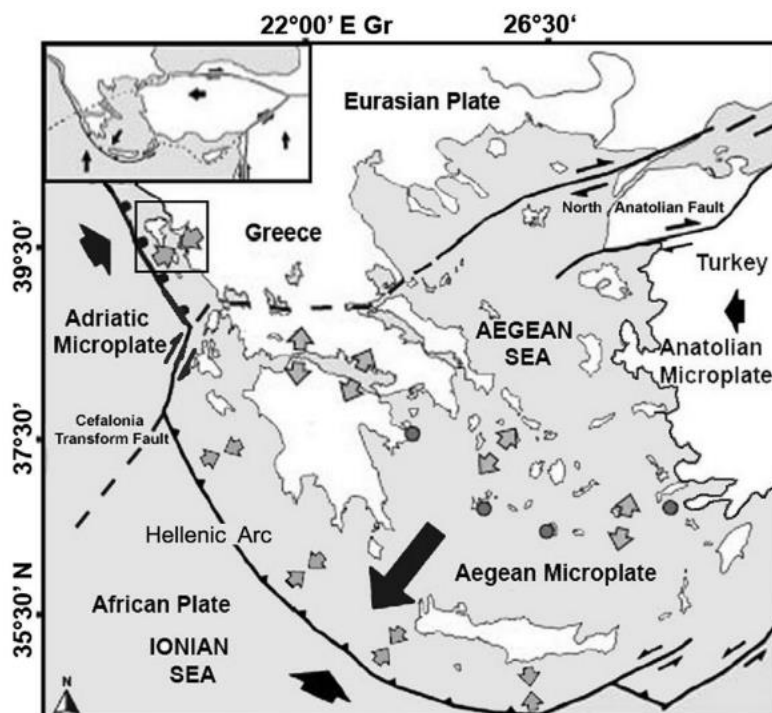 22°00' E Gr
26°30'
Eurasian Plate
North Anatolian Fault
39°30'
Greece
Turkey
Adriatic
Microplate
AEGEAN
SEA
Anatolian
Microplate
Cefalonia
Transform Fault
37°30'
Hellenic Arc
Aegean Microplate
African Plate
35°30' N
IONIAN
SEA
N